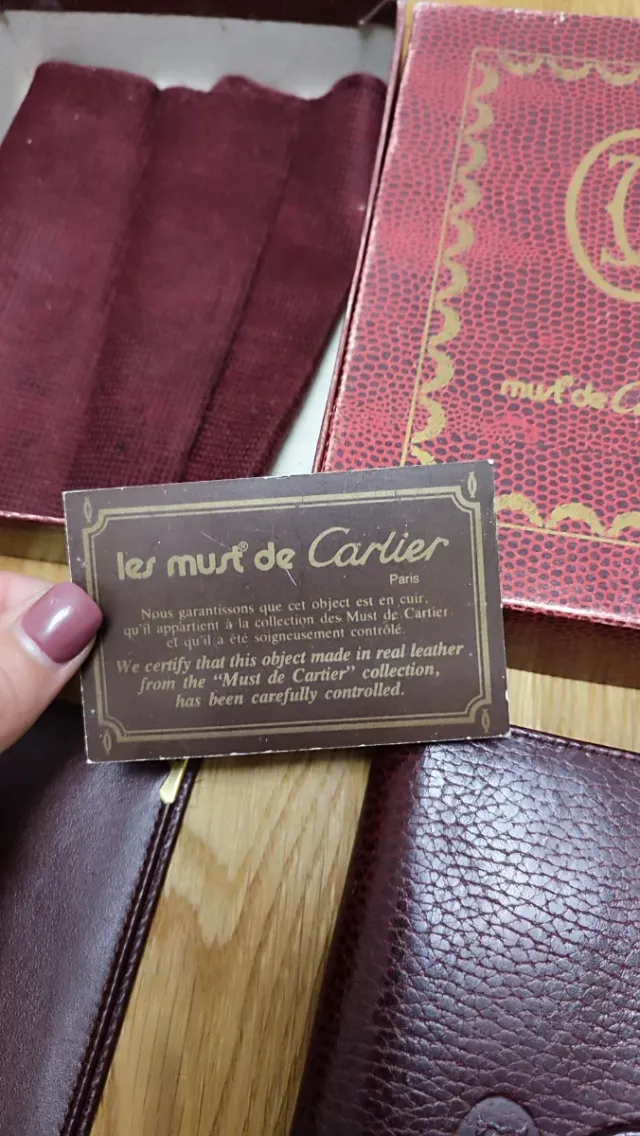 must de
les must® de Cartier
Paris
Nous garantissons que cet object est en cuir,
qu'il appartient à la collection des Must de Cartier
et qu'il a été soigneusement contrôlé.
We certify that this object made in real leather
from the "Must de Cartier" collection,
has been carefully controlled.